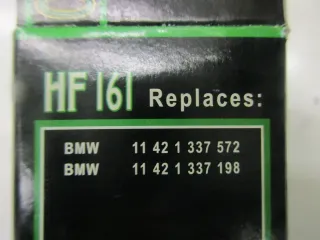 HF161 Replaces:
BMW 11 42 1 337 572
BMW 11 42 1 337 198